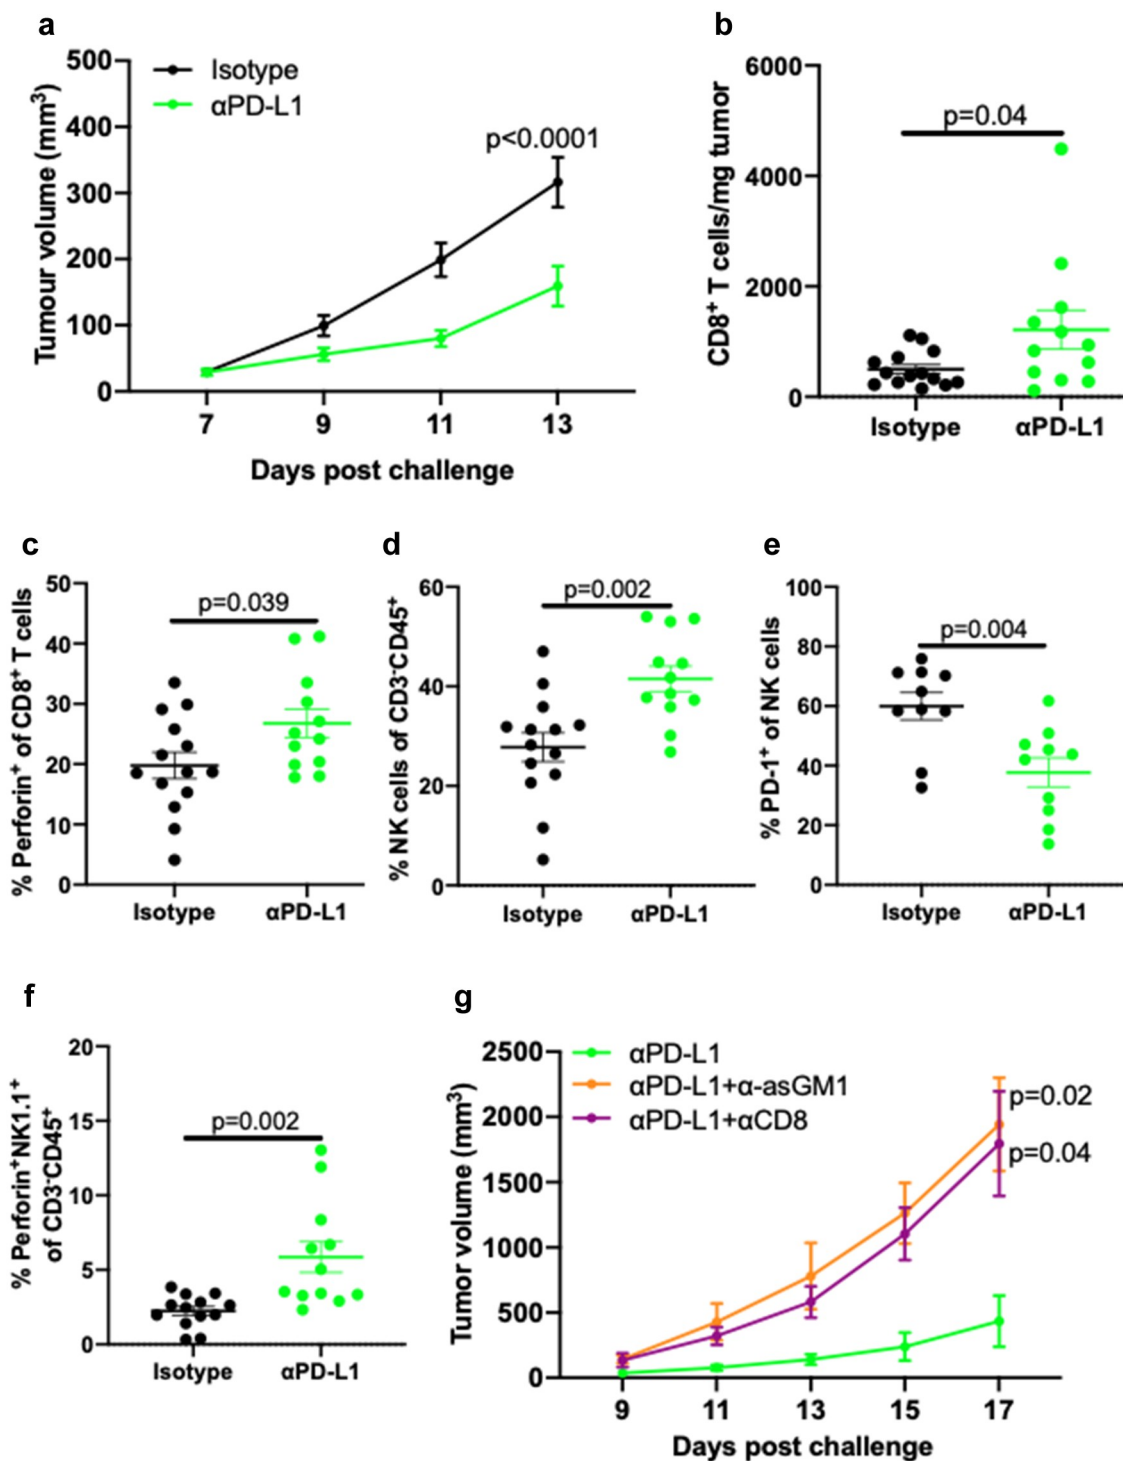 a
500
400
300
200
100
0
Tumour volume (mm³)
Isotype
αPD-L1
p<0.0001
7 9 11 13
Days post challenge
b
6000
4000
2000
0
CD8⁺ T cells/mg tumor
p=0.04
Isotype αPD-L1
c
50
40
30
20
10
0
% Perforin⁺ of CD8⁺ T cells
p=0.039
Isotype αPD-L1
d
60
40
20
0
% NK cells of CD3⁻CD45⁺
p=0.002
Isotype αPD-L1
e
100
80
60
40
20
0
% PD-1⁺ of NK cells
p=0.004
Isotype αPD-L1
f
20
15
10
5
0
% Perforin⁺NK1.1⁺
of CD3⁻CD45⁺
p=0.002
Isotype αPD-L1
g
2500
2000
1500
1000
500
0
Tumor volume (mm³)
αPD-L1
αPD-L1+α-asGM1
αPD-L1+αCD8
p=0.02
p=0.04
9 11 13 15 17
Days post challenge